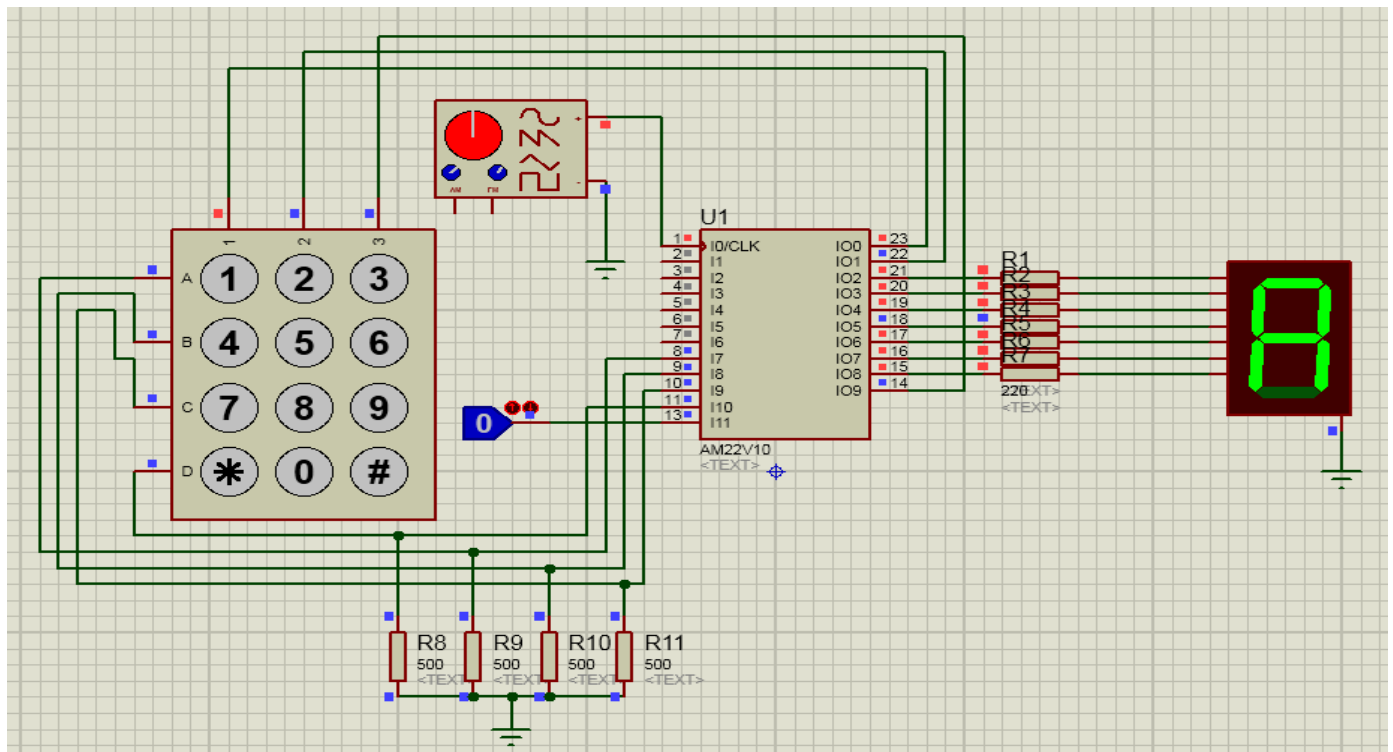 AM FM
+
-
1 2 3
A 1 2 3
B 4 5 6
C 7 8 9
D * 0 #
0
U1
1 I0/CLK IO0 23
2 I1 IO1 22
3 I2 IO2 21
4 I3 IO3 20
5 I4 IO4 19
6 I5 IO5 18
7 I6 IO6 17
8 I7 IO7 16
9 I8 IO8 15
10 I9 IO9 14
11 I10
13 I11
AM22V10
<TEXT>
R1
R2
R3
R4
R5
R6
R7
220
<TEXT>
<TEXT>
A
R8 R9 R10 R11
500 500 500 500
<TEXT <TEXT <TEXT <TEXT>